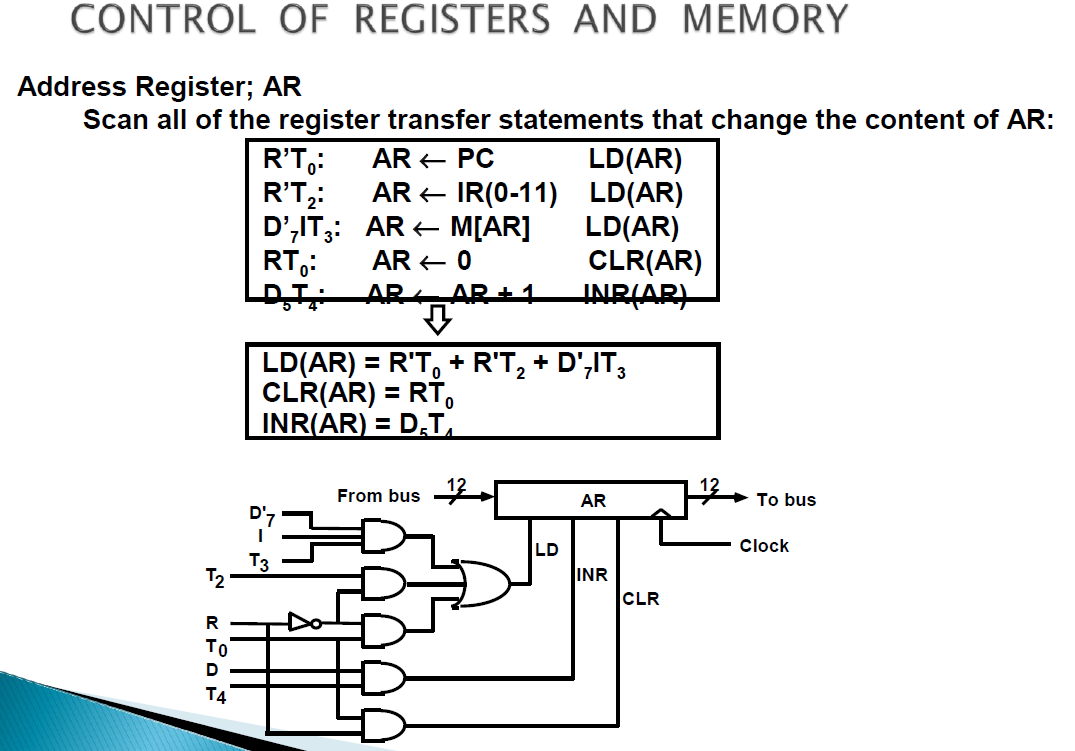 CONTROL OF REGISTERS AND MEMORY
Address Register; AR
Scan all of the register transfer statements that change the content of AR:
R’T₀: AR ← PC LD(AR)
R’T₂: AR ← IR(0-11) LD(AR)
D’₇IT₃: AR ← M[AR] LD(AR)
RT₀: AR ← 0 CLR(AR)
D₅T₄: AR ← AR + 1 INR(AR)
LD(AR) = R'T₀ + R'T₂ + D'₇IT₃
CLR(AR) = RT₀
INR(AR) = D₅T₄
From bus 12 AR 12 To bus
D'7
I
T3
T2
R
T0
D
T4
LD
INR
CLR
Clock